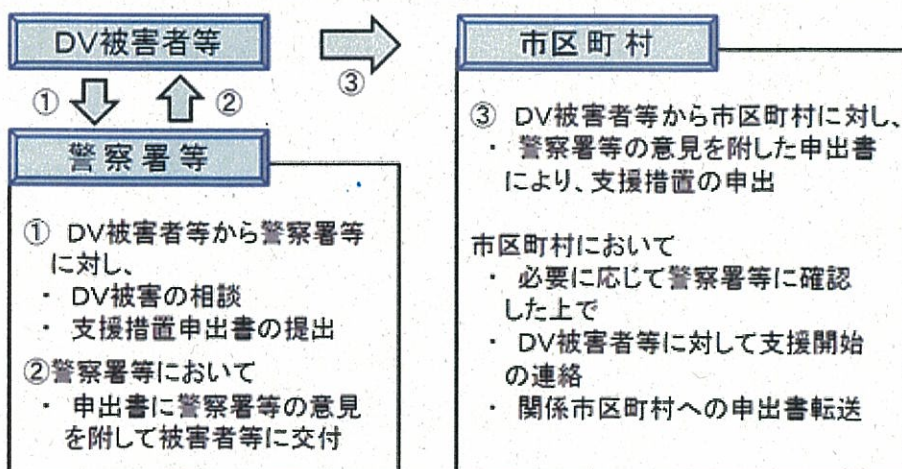 DV被害者等
①
②
③
警察署等
① DV被害者等から警察署等
に対し、
・ DV被害の相談
・ 支援措置申出書の提出
②警察署等において
・ 申出書に警察署等の意見
を附して被害者等に交付
市区町村
③ DV被害者等から市区町村に対し、
・ 警察署等の意見を附した申出書
により、支援措置の申出
市区町村において
・ 必要に応じて警察署等に確認
した上で
・ DV被害者等に対して支援開始
の連絡
・ 関係市区町村への申出書転送